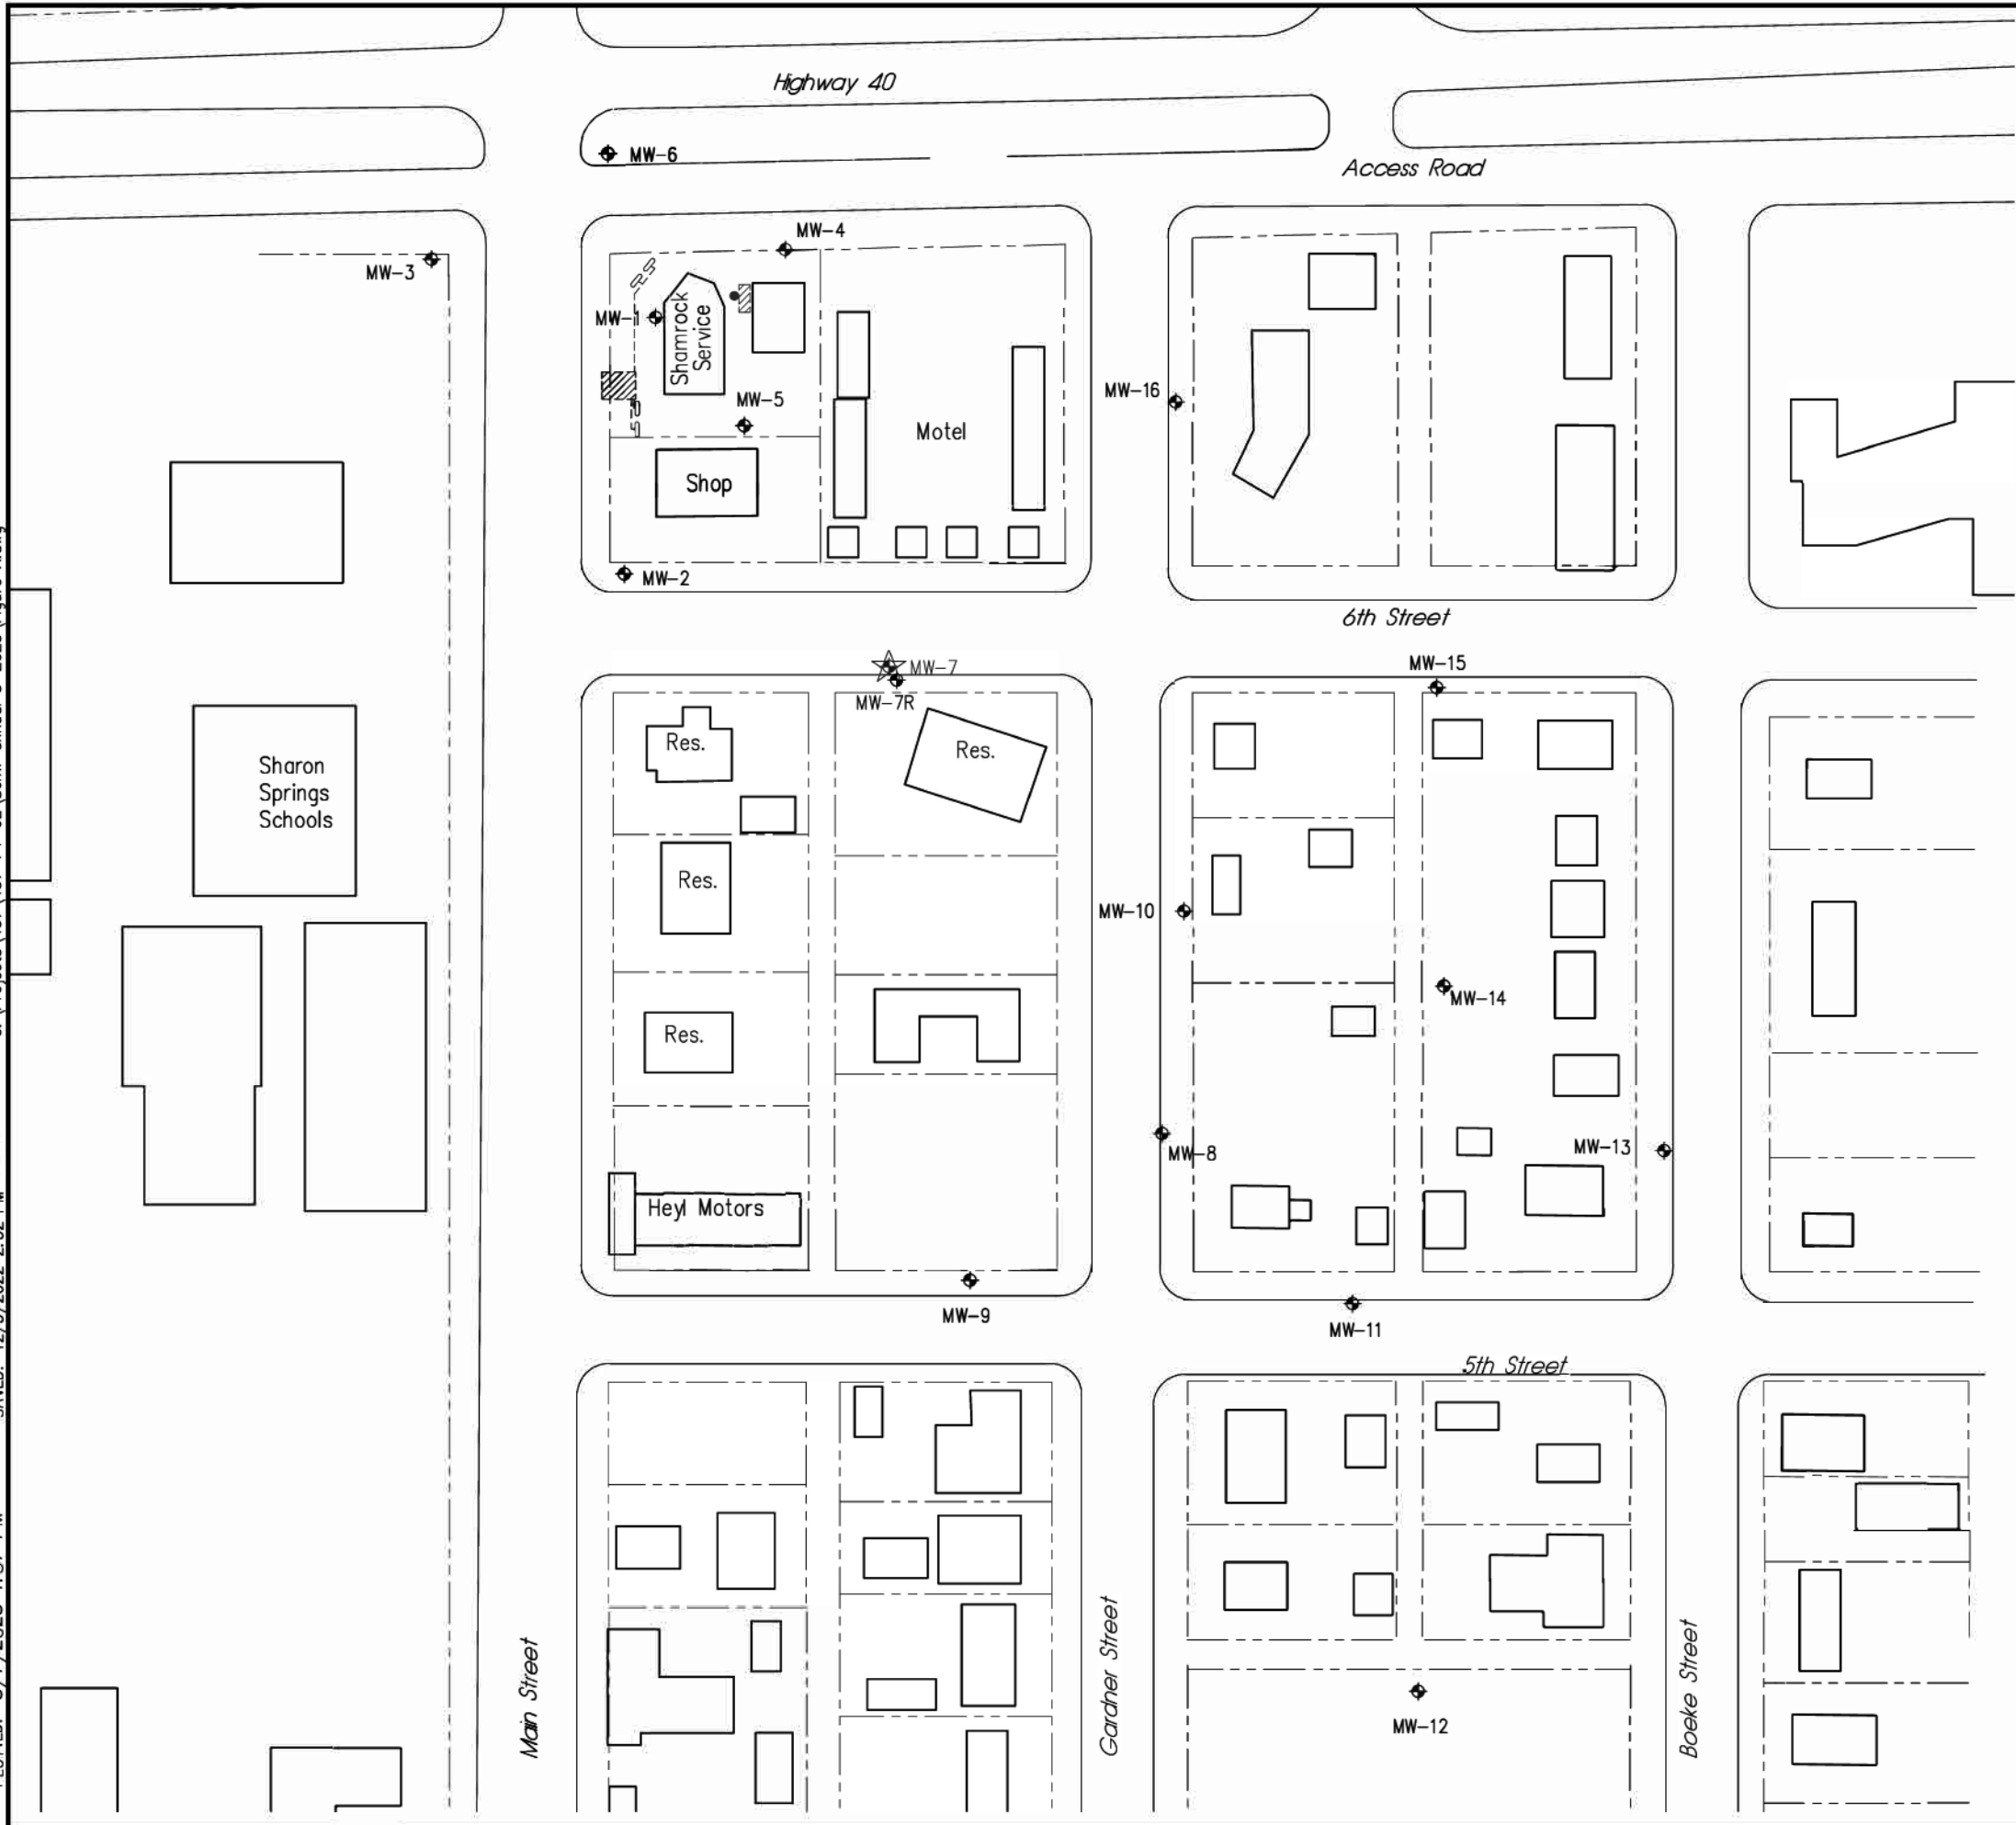 Highway 40
MW-6
Access Road
MW-4
MW-3
MW-1
Shamrock
Service
MW-5
MW-16
Motel
Shop
MW-2
6th Street
MW-7
MW-15
MW-7R
Res.
Res.
Sharon
Springs
Schools
Res.
MW-10
MW-14
Res.
MW-8
MW-13
Heyl Motors
MW-9
MW-11
5th Street
Main Street
Gardner Street
Boeke Street
MW-12